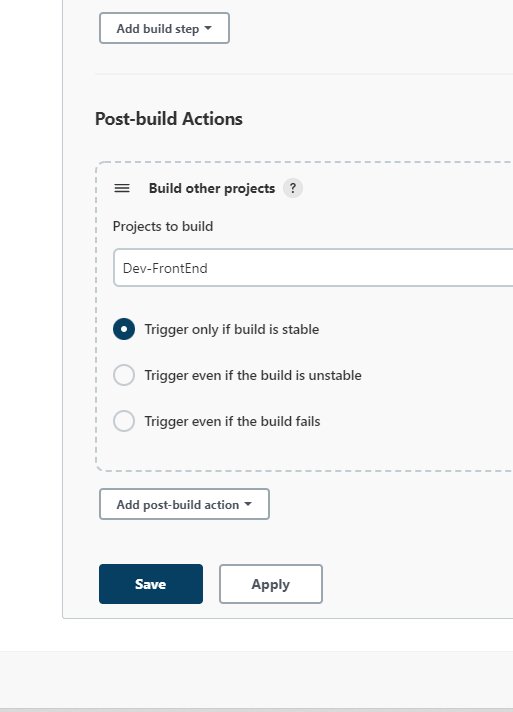 Add build step
Post-build Actions
Build other projects ?
Projects to build
Dev-FrontEnd
Trigger only if build is stable
Trigger even if the build is unstable
Trigger even if the build fails
Add post-build action
Save Apply